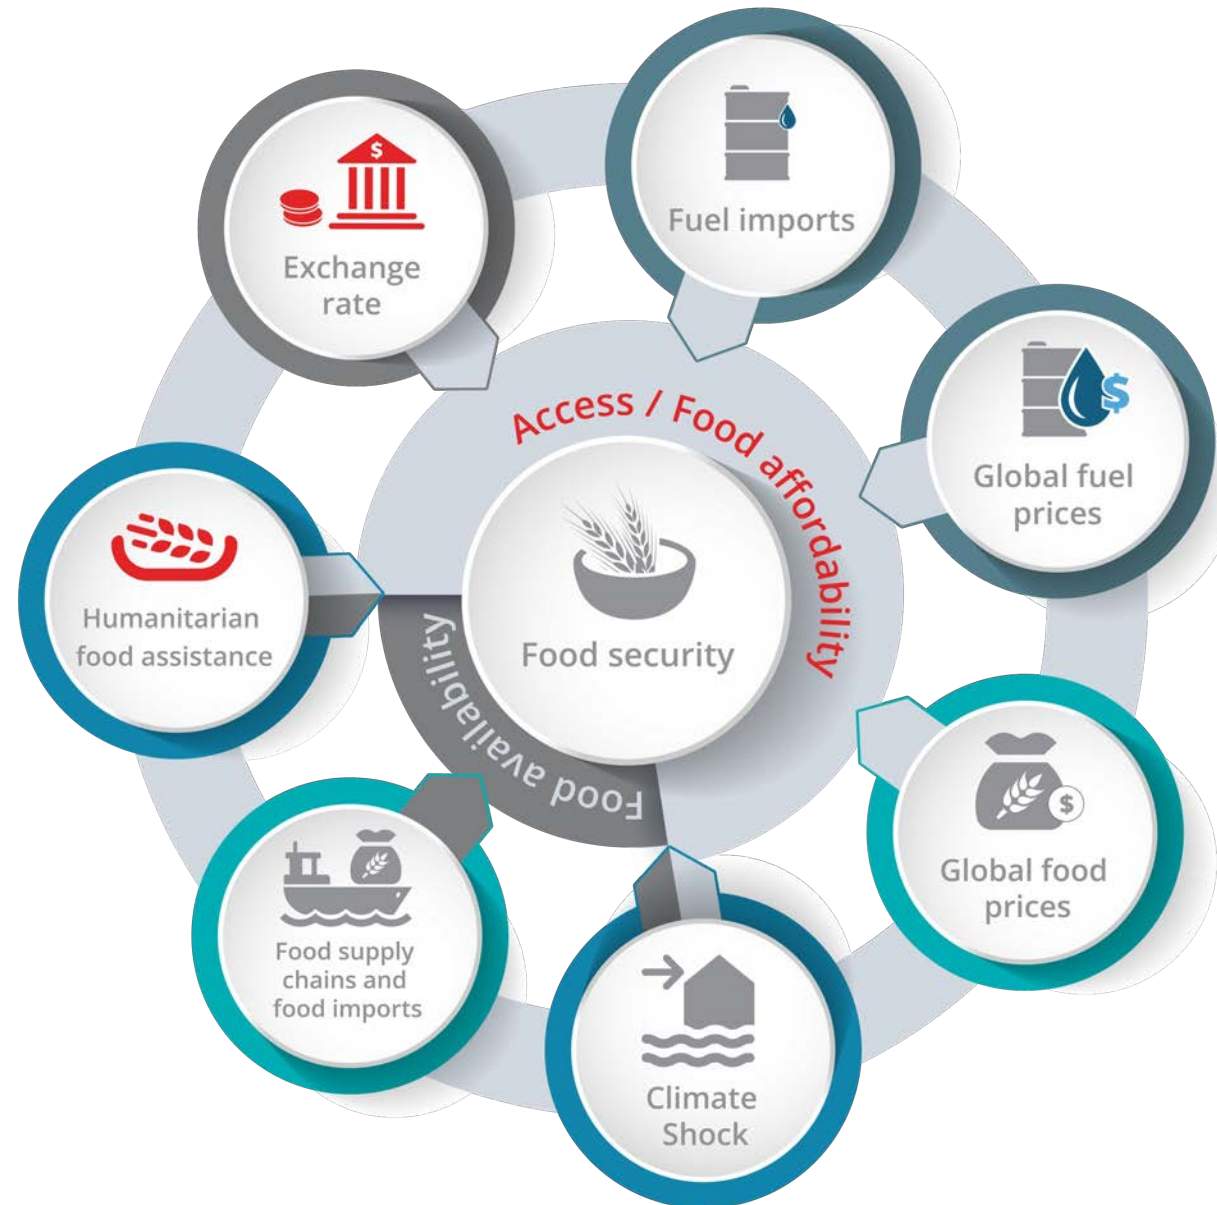 Fuel imports
$
Exchange
rate
$
Global fuel
prices
Access / Food affordability
Humanitarian
food assistance
Food security
Food availability
$
Global food
prices
Food supply
chains and
food imports
Climate
Shock